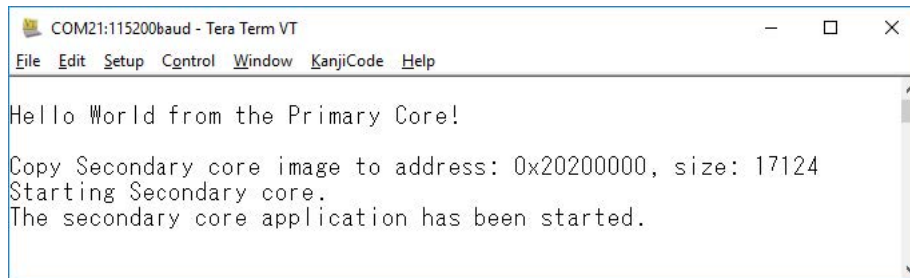 COM21:115200baud - Tera Term VT
File Edit Setup Control Window KanjiCode Help
Hello World from the Primary Core!
Copy Secondary core image to address: 0x20200000, size: 17124
Starting Secondary core.
The secondary core application has been started.